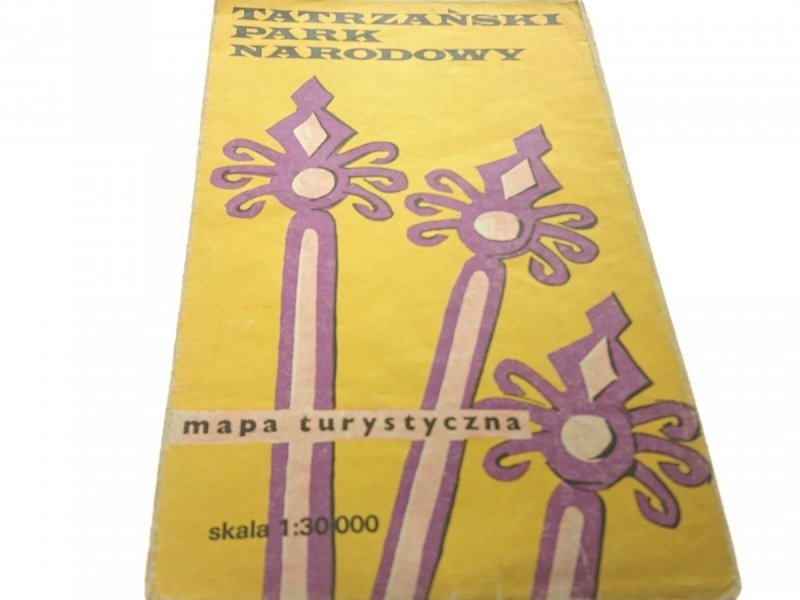 TATRZAŃSKI
PARK
NARODOWY
mapa turystyczna
skala 1:30 000